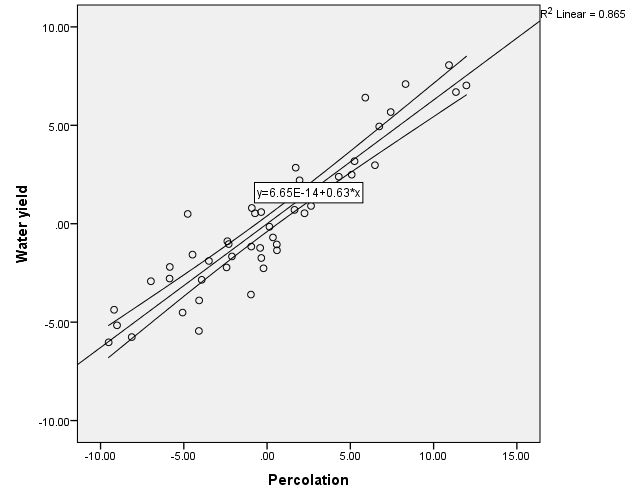 R2 Linear = 0.865
10.00
5.00
.00
-5.00
-10.00
Water yield
y=6.65E-14+0.63*x
-10.00 -5.00 .00 5.00 10.00 15.00
Percolation